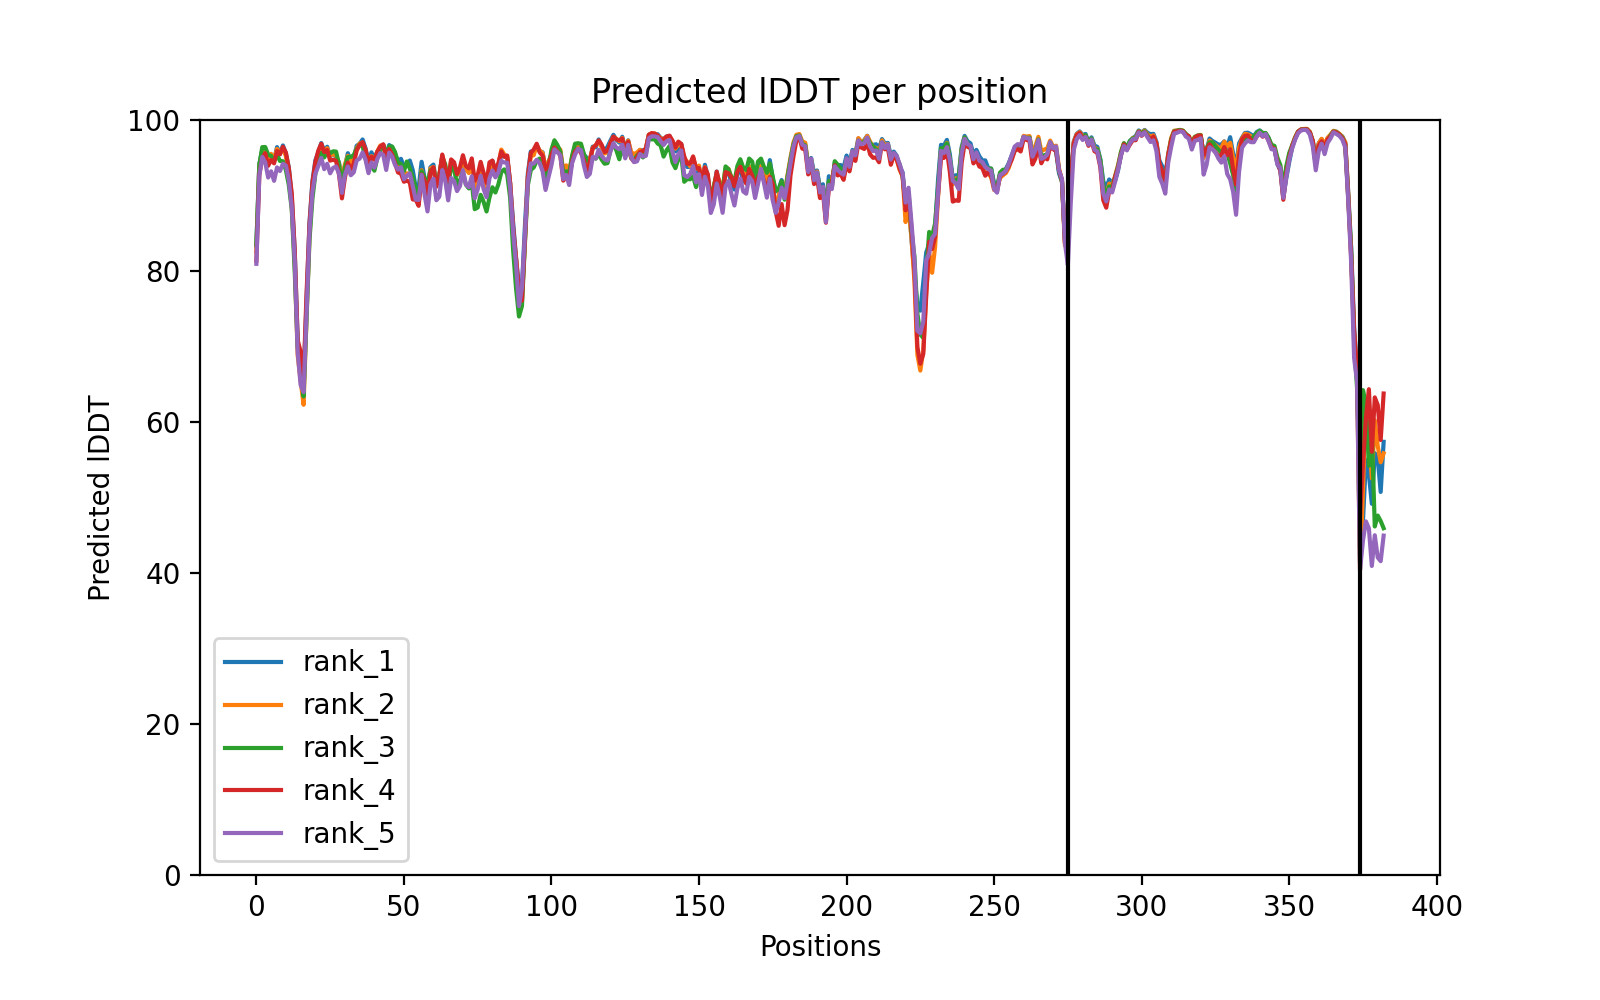 Predicted lDDT per position
Predicted lDDT
100
80
60
40
20
0
rank_1
rank_2
rank_3
rank_4
rank_5
0 50 100 150 200 250 300 350 400
Positions